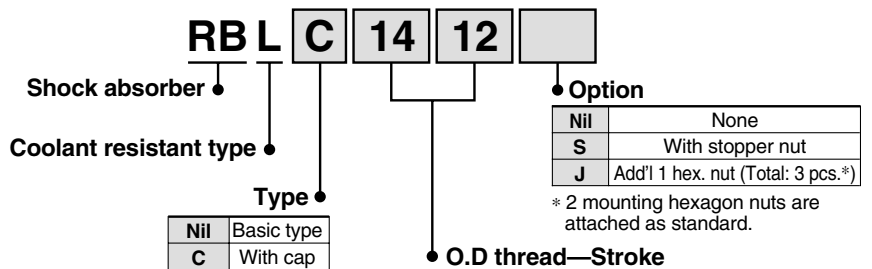 RB L C 14 12
Shock absorber
Coolant resistant type
Type
Nil Basic type
C With cap
O.D thread—Stroke
Option
Nil None
S With stopper nut
J Add'l 1 hex. nut (Total: 3 pcs.*)
* 2 mounting hexagon nuts are
attached as standard.